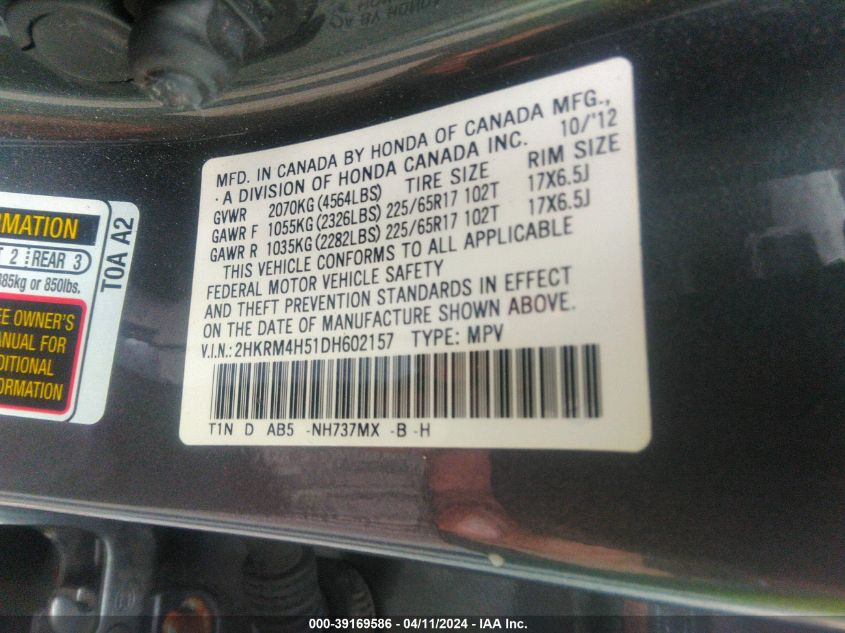 MFD. IN CANADA BY HONDA OF CANADA MFG.,
·A DIVISION OF HONDA CANADA INC. 10/'12
GVWR 2070KG (4564LBS) TIRE SIZE RIM SIZE
GAWR F 1055KG (2326LBS) 225/65R17 102T 17X6.5J
GAWR R 1035KG (2282LBS) 225/65R17 102T 17X6.5J
THIS VEHICLE CONFORMS TO ALL APPLICABLE
FEDERAL MOTOR VEHICLE SAFETY
AND THEFT PREVENTION STANDARDS IN EFFECT
ON THE DATE OF MANUFACTURE SHOWN ABOVE.
V.I.N.: 2HKRM4H51DH602157 TYPE: MPV
T1N D AB5 -NH737MX -B -H
RMATION
T 2 REAR 3
385kg or 850lbs.
EE OWNER'S
ANUAL FOR
DITIONAL
ORMATION
T0A A2
000-39169586 - 04/11/2024 - IAA Inc.